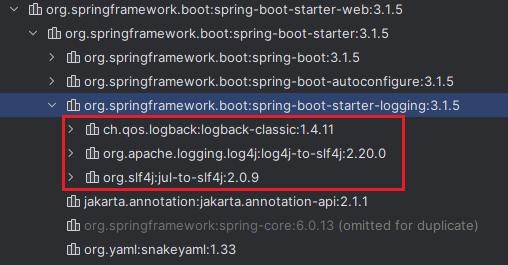 org.springframework.boot:spring-boot-starter-web:3.1.5
org.springframework.boot:spring-boot-starter:3.1.5
org.springframework.boot:spring-boot:3.1.5
org.springframework.boot:spring-boot-autoconfigure:3.1.5
org.springframework.boot:spring-boot-starter-logging:3.1.5
ch.qos.logback:logback-classic:1.4.11
org.apache.logging.log4j:log4j-to-slf4j:2.20.0
org.slf4j:jul-to-slf4j:2.0.9
jakarta.annotation:jakarta.annotation-api:2.1.1
org.springframework:spring-core:6.0.13 (omitted for duplicate)
org.yaml:snakeyaml:1.33